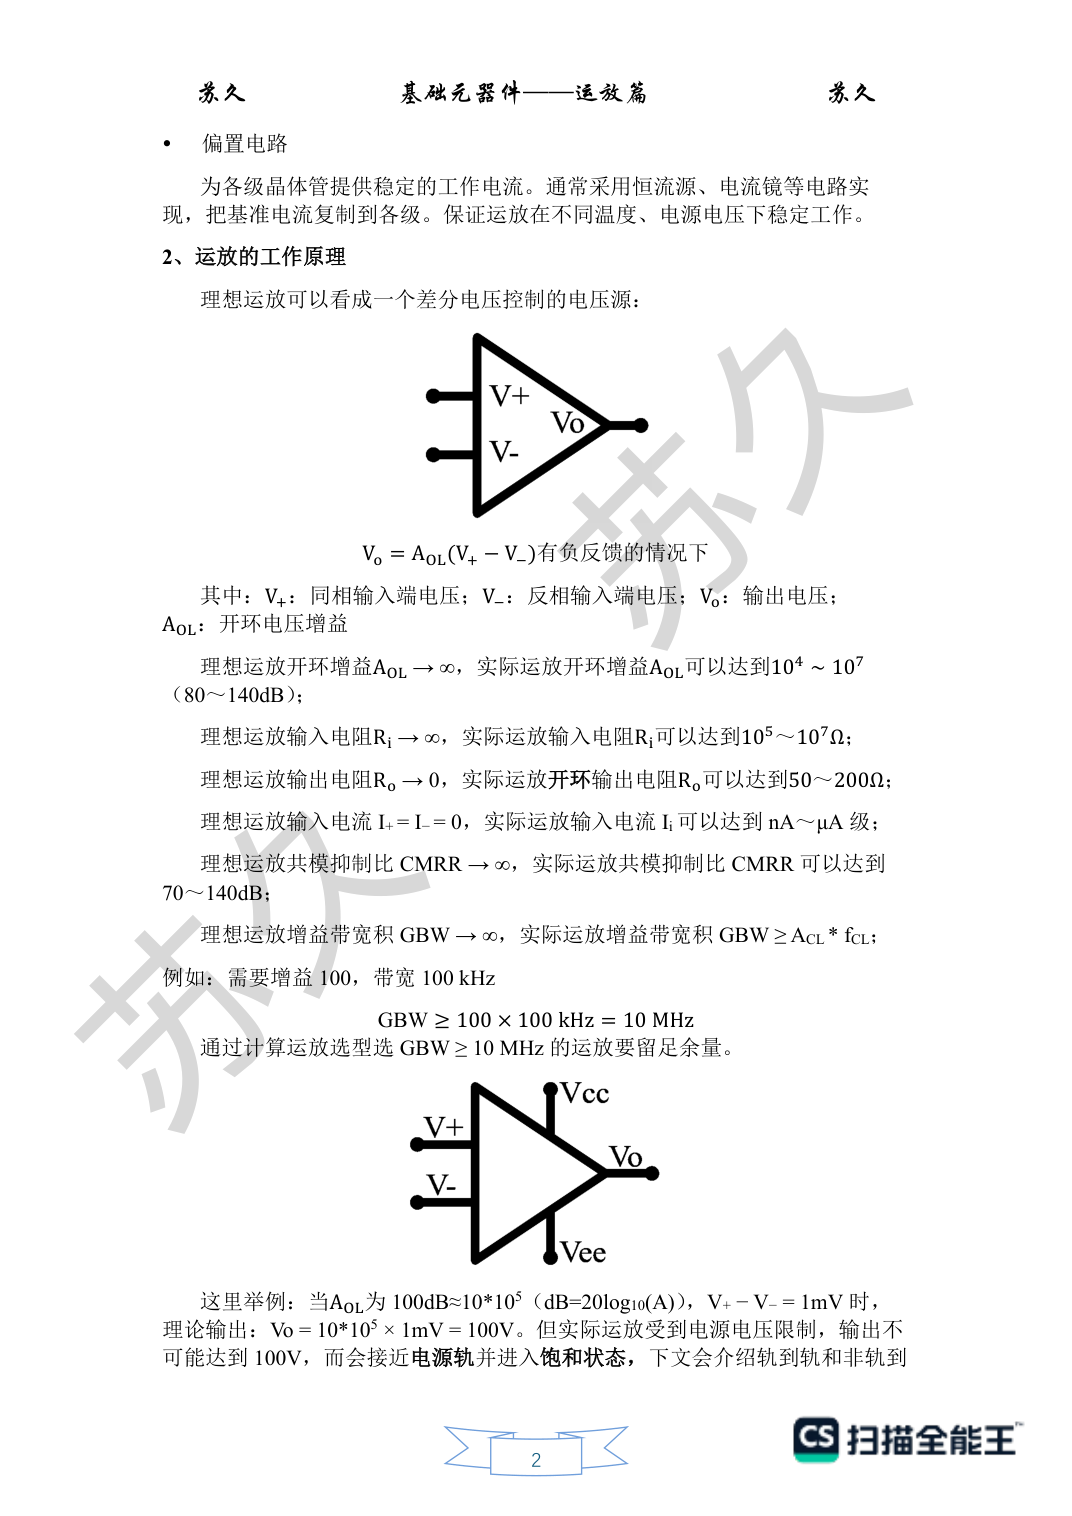 苏久 基础元器件——运放篇 苏久
• 偏置电路
为各级晶体管提供稳定的工作电流。通常采用恒流源、电流镜等电路实
现，把基准电流复制到各级。保证运放在不同温度、电源电压下稳定工作。
2、运放的工作原理
理想运放可以看成一个差分电压控制的电压源：
V+
Vo
V-
Vₒ = A_OL(V₊ − V₋)有负反馈的情况下
其中：V₊：同相输入端电压；V₋：反相输入端电压；Vₒ：输出电压；
A_OL：开环电压增益
理想运放开环增益A_OL → ∞，实际运放开环增益A_OL可以达到10⁴ ~ 10⁷
（80～140dB）；
理想运放输入电阻Rᵢ → ∞，实际运放输入电阻Rᵢ可以达到10⁵～10⁷Ω；
理想运放输出电阻Rₒ → 0，实际运放开环输出电阻Rₒ可以达到50～200Ω；
理想运放输入电流 I₊ = I₋ = 0，实际运放输入电流 Iᵢ 可以达到 nA～μA 级；
理想运放共模抑制比 CMRR → ∞，实际运放共模抑制比 CMRR 可以达到
70～140dB；
理想运放增益带宽积 GBW → ∞，实际运放增益带宽积 GBW ≥ A_CL * f_CL；
例如：需要增益 100，带宽 100 kHz
GBW ≥ 100 × 100 kHz = 10 MHz
通过计算运放选型选 GBW ≥ 10 MHz 的运放要留足余量。
Vcc
V+
Vo
V-
Vee
这里举例：当A_OL为 100dB≈10*10⁵（dB=20log₁₀(A)），V₊ − V₋ = 1mV 时，
理论输出：Vo = 10*10⁵ × 1mV = 100V。但实际运放受到电源电压限制，输出不
可能达到 100V，而会接近电源轨并进入饱和状态，下文会介绍轨到轨和非轨到
2
CS 扫描全能王™
苏久
苏久